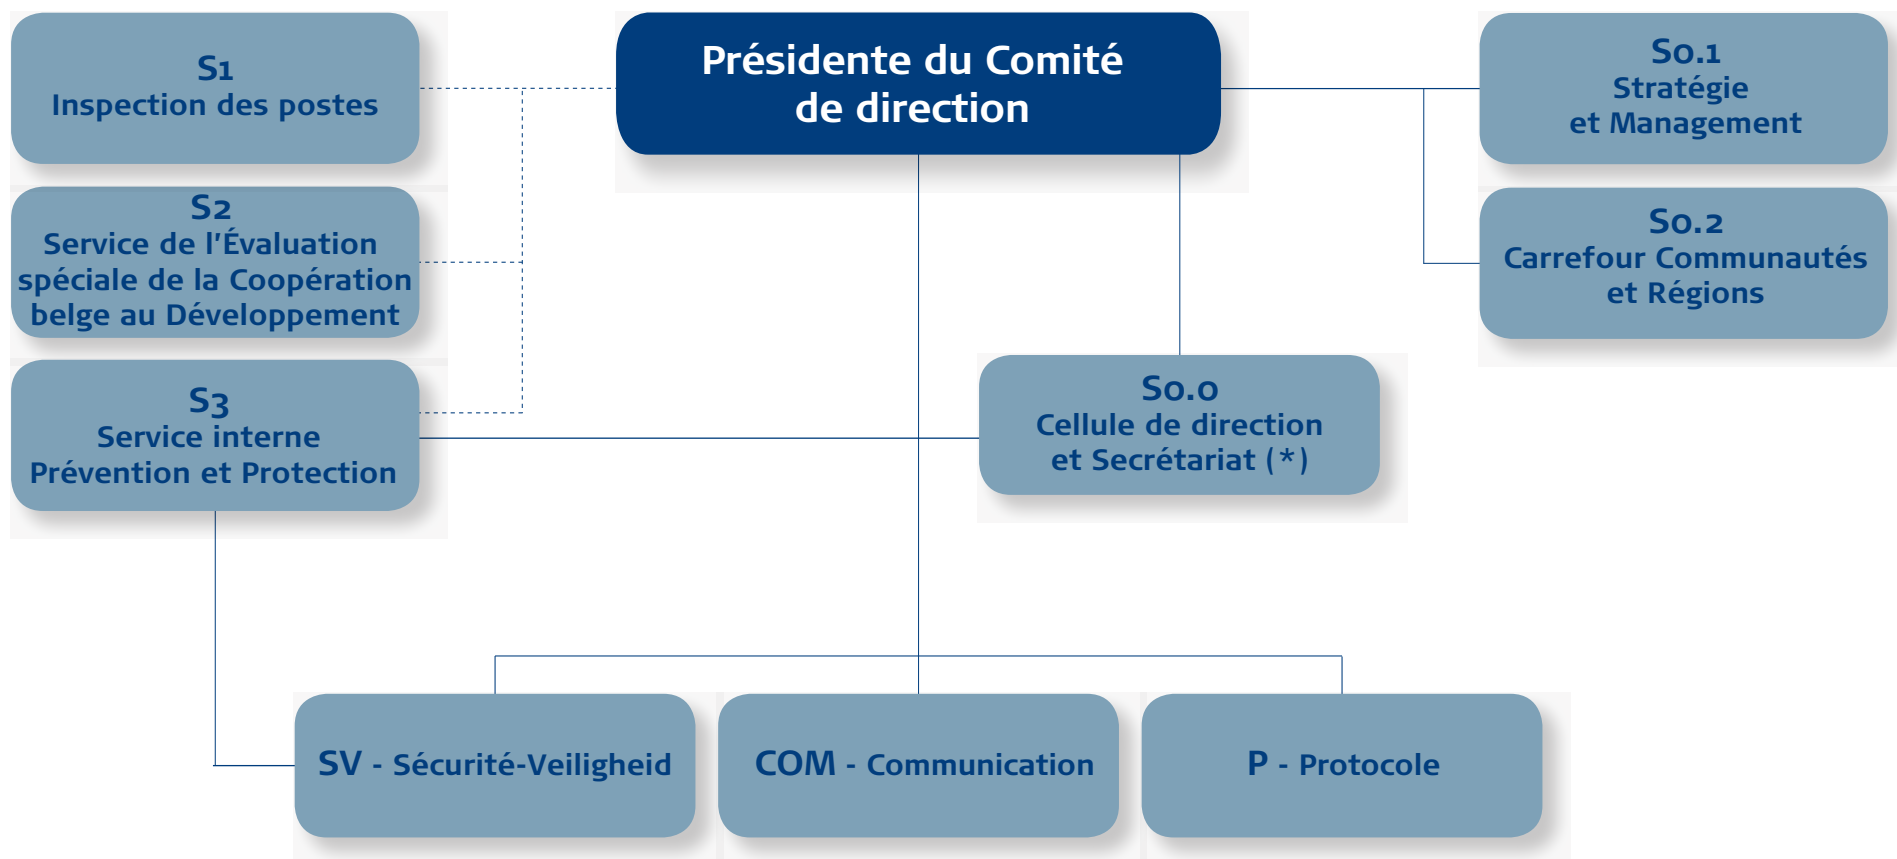 S1
Inspection des postes
Présidente du Comité
de direction
S0.1
Stratégie
et Management
S2
Service de l'Évaluation
spéciale de la Coopération
belge au Développement
S0.2
Carrefour Communautés
et Régions
S3
Service interne
Prévention et Protection
S0.0
Cellule de direction
et Secrétariat (*)
SV - Sécurité-Veiligheid
COM - Communication
P - Protocole